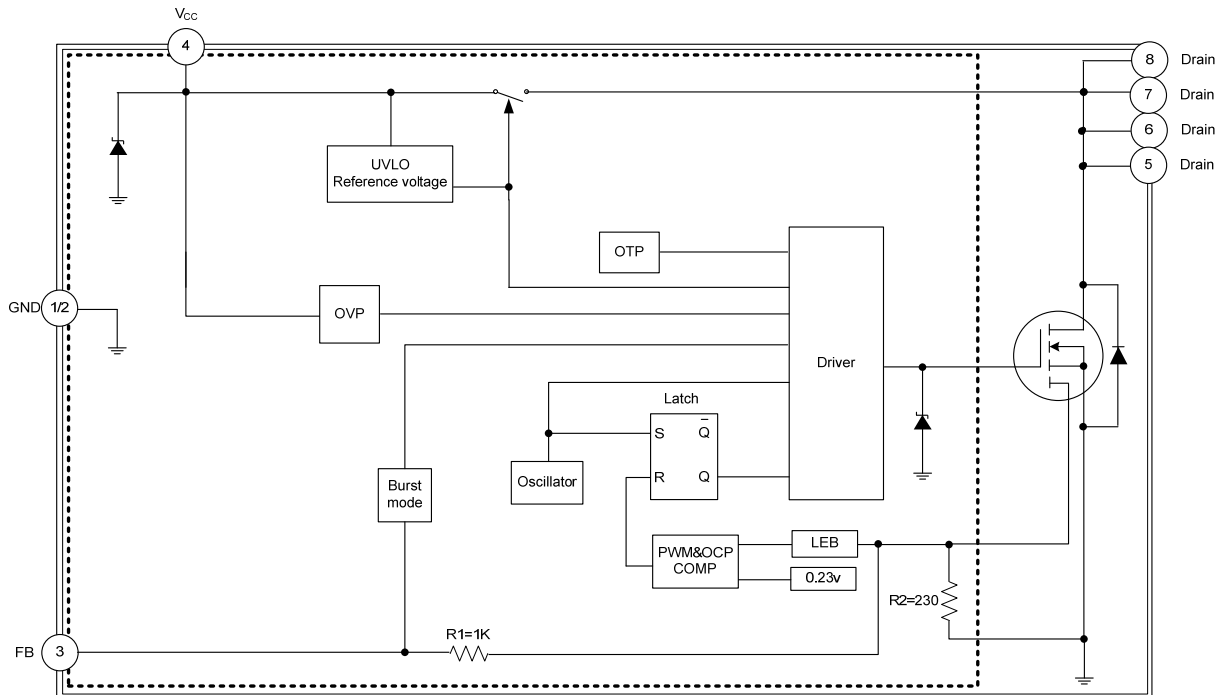 VCC
4
8 Drain
7 Drain
6 Drain
5 Drain
UVLO
Reference voltage
OTP
GND 1/2
OVP
Driver
Latch
S Q̅
R Q
Oscillator
Burst
mode
PWM&OCP
COMP
LEB
0.23v
R2=230
R1=1K
FB 3